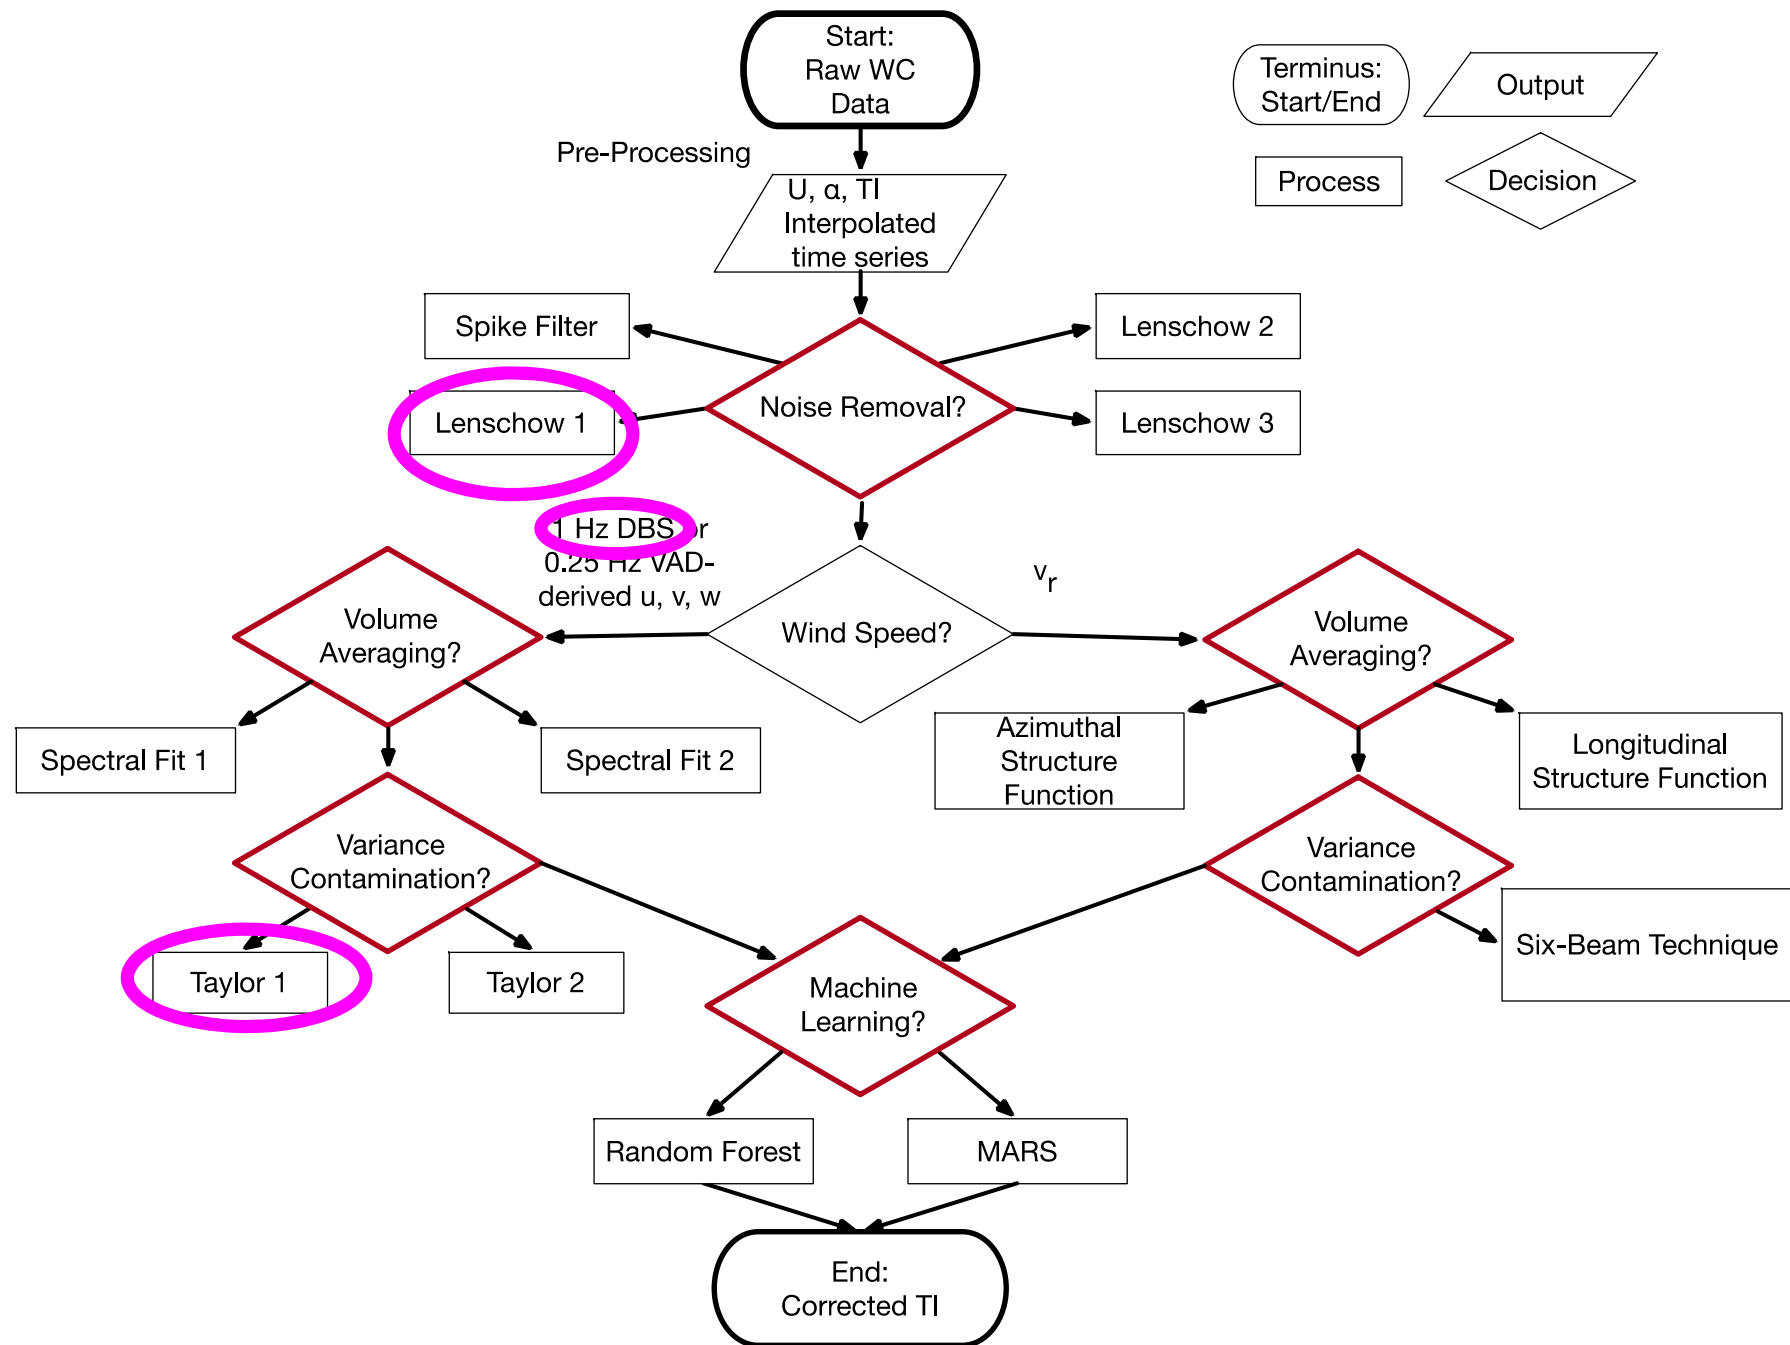 Start:
Raw WC
Data
Terminus:
Start/End
Output
Process
Decision
Pre-Processing
U, α, TI
Interpolated
time series
Spike Filter
Lenschow 2
Noise Removal?
Lenschow 1
Lenschow 3
1 Hz DBS or
0.25 Hz VAD-
derived u, v, w
Wind Speed?
vr
Volume
Averaging?
Volume
Averaging?
Spectral Fit 1
Spectral Fit 2
Azimuthal
Structure
Function
Longitudinal
Structure Function
Variance
Contamination?
Variance
Contamination?
Taylor 1
Taylor 2
Six-Beam Technique
Machine
Learning?
Random Forest
MARS
End:
Corrected TI